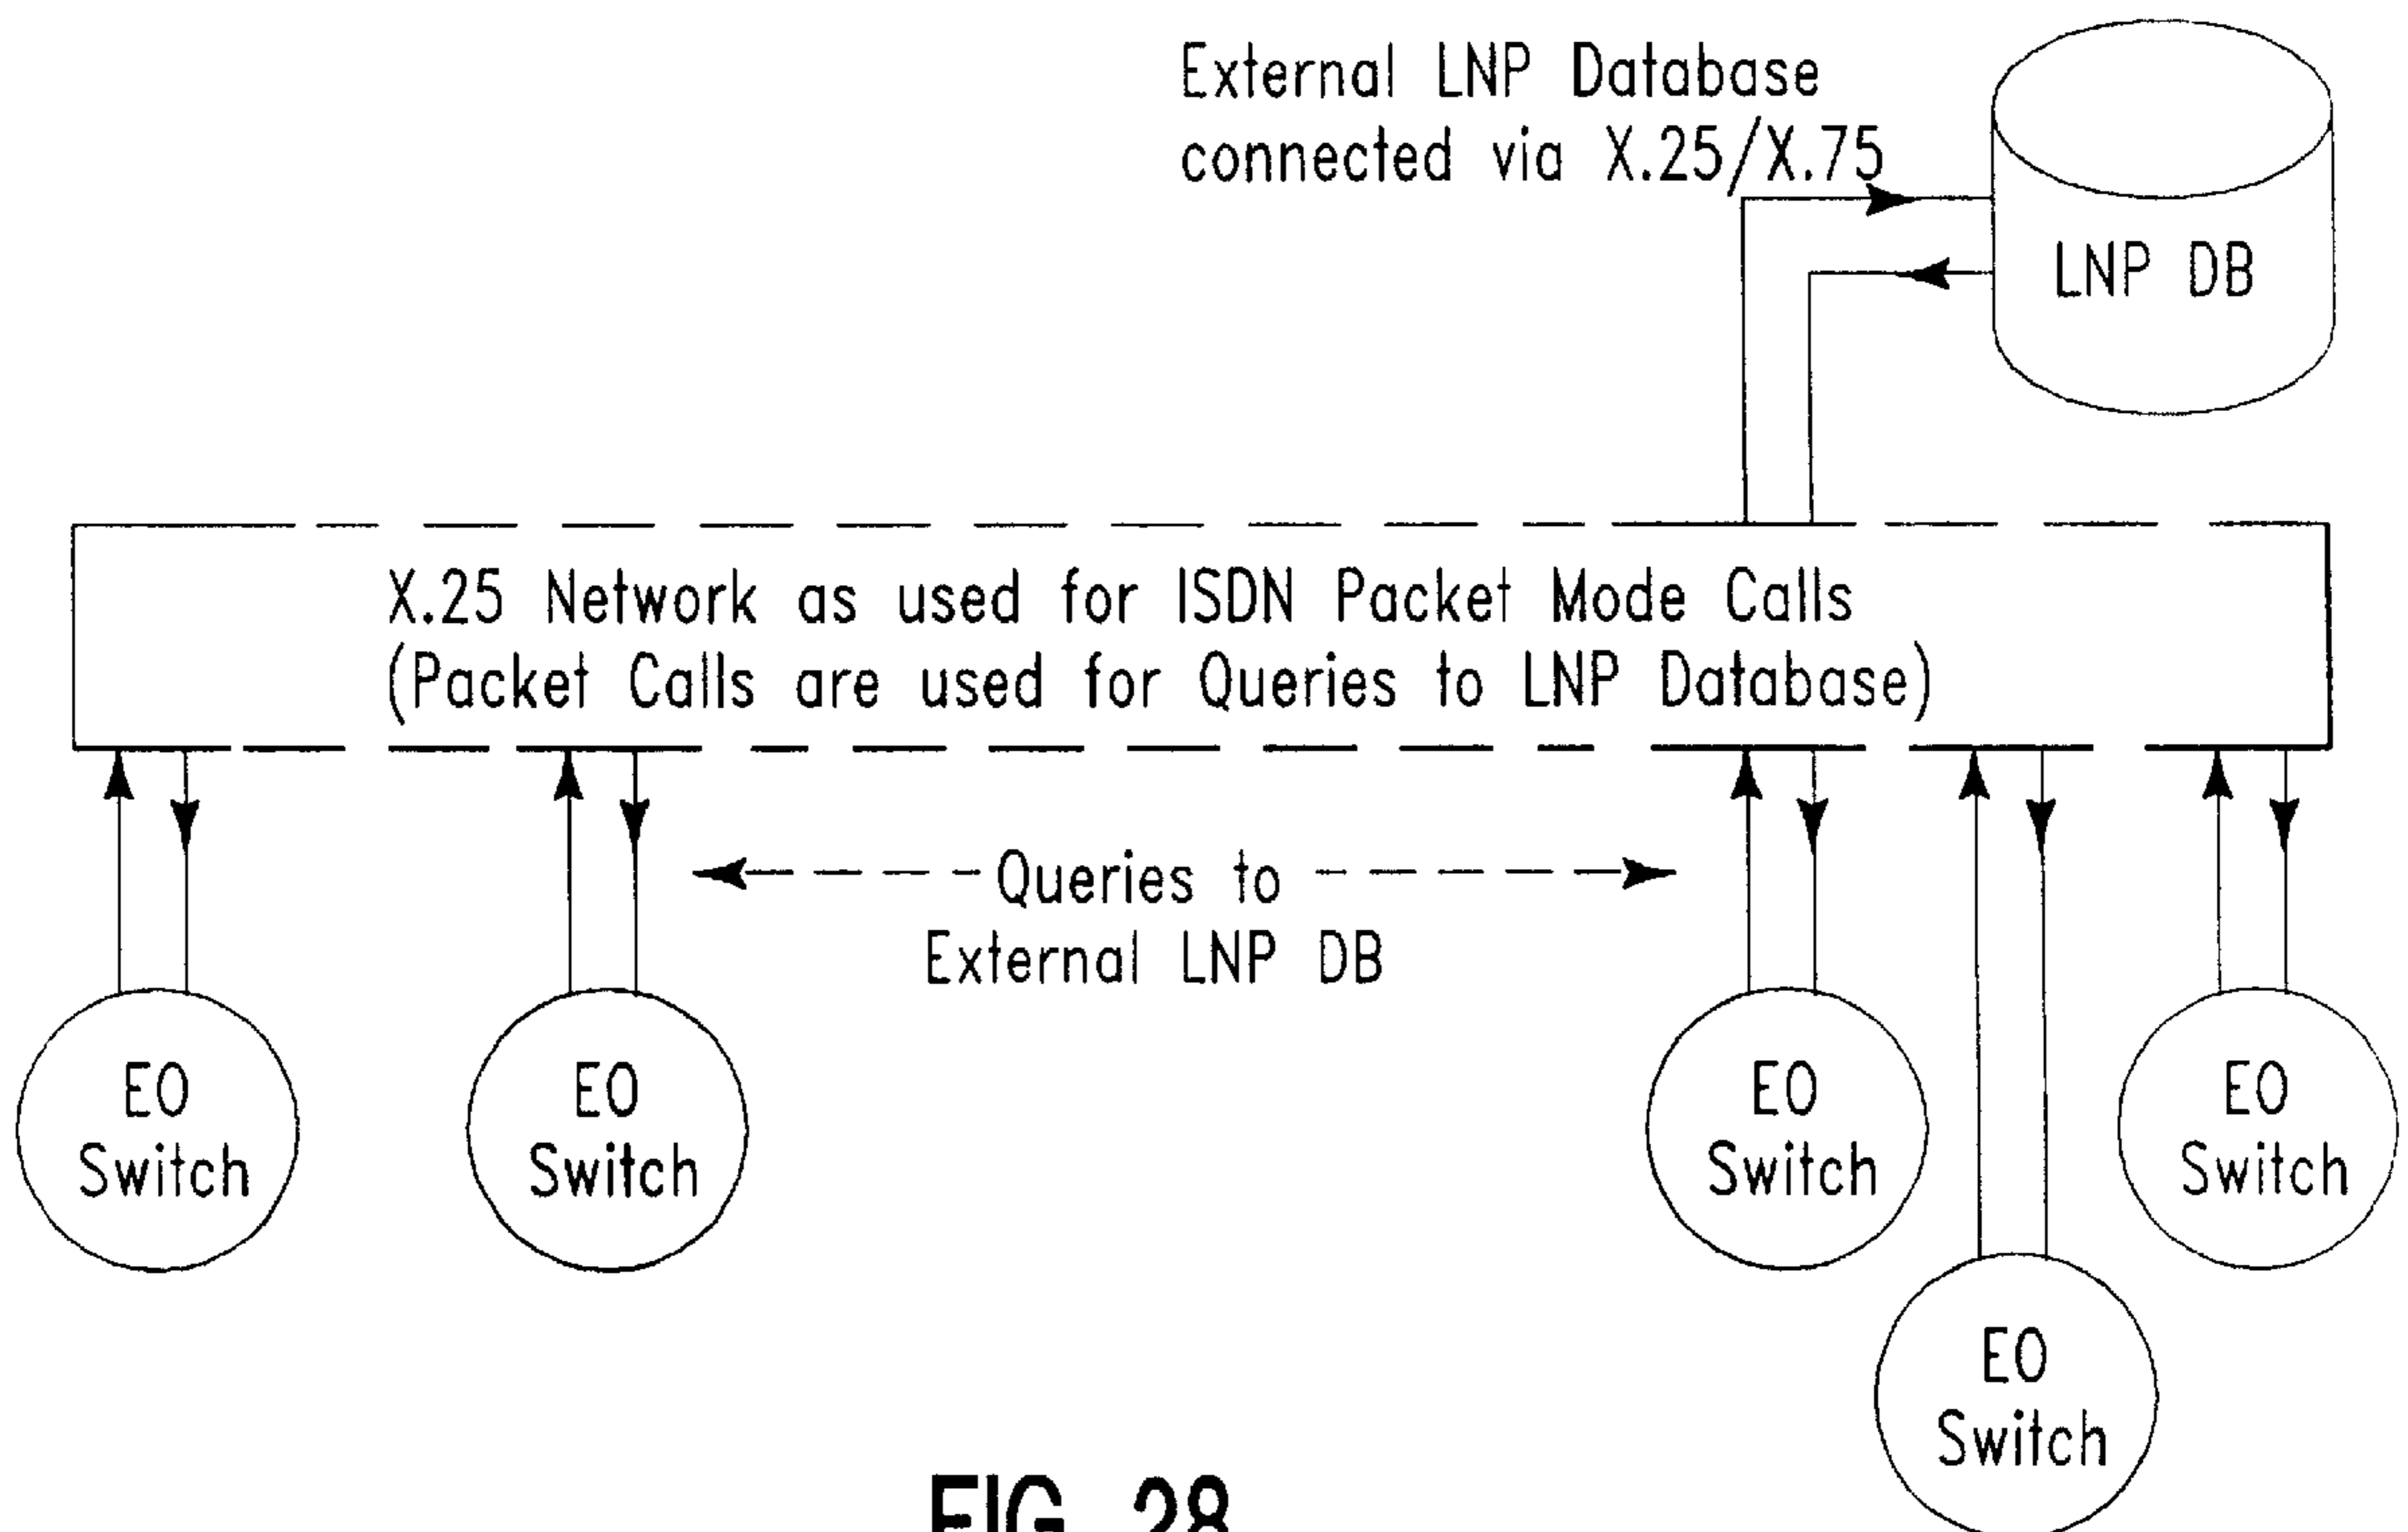 External LNP Database
connected via X.25/X.75
LNP DB
X.25 Network as used for ISDN Packet Mode Calls
(Packet Calls are used for Queries to LNP Database)
Queries to
External LNP DB
EO
Switch
EO
Switch
EO
Switch
EO
Switch
EO
Switch
FIG. 28